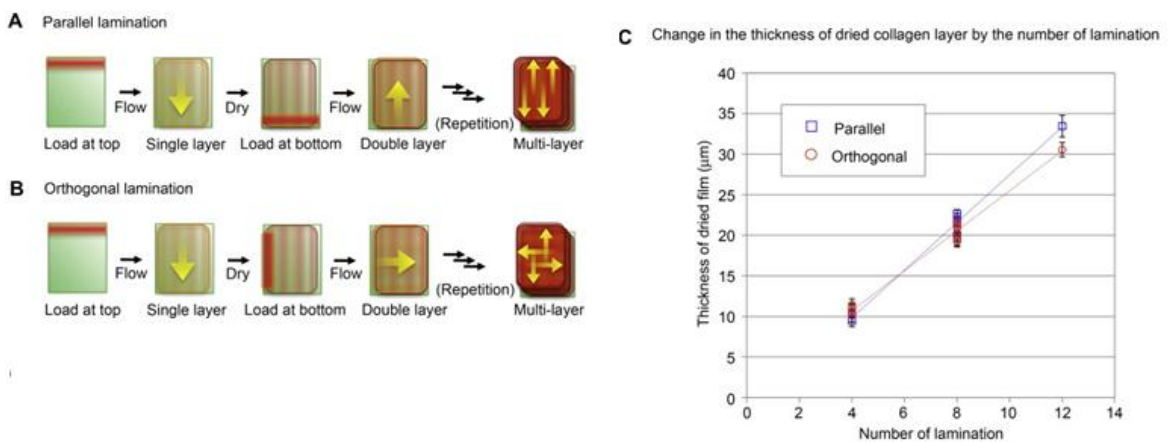 A Parallel lamination
Flow Dry Flow
(Repetition)
Load at top Single layer Load at bottom Double layer Multi-layer
B Orthogonal lamination
Flow Dry Flow
(Repetition)
Load at top Single layer Load at bottom Double layer Multi-layer
C Change in the thickness of dried collagen layer by the number of lamination
Thickness of dried film (μm)
40
35
30
25
20
15
10
5
0
Parallel
Orthogonal
0 2 4 6 8 10 12 14
Number of lamination